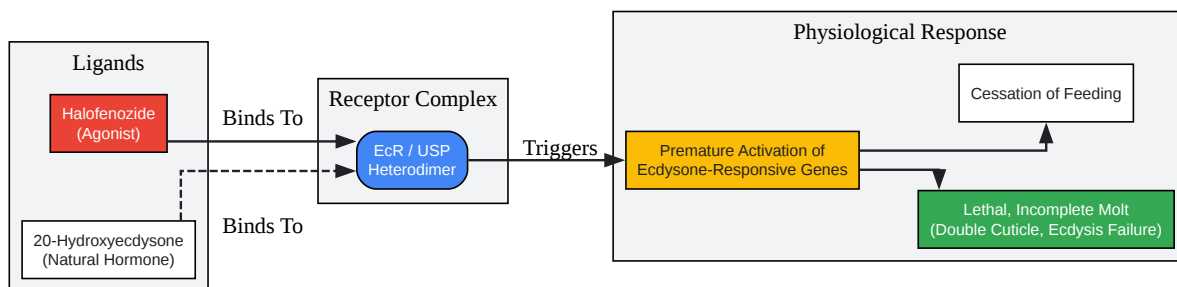 Ligands
Halofenozide
(Agonist)
20-Hydroxyecdysone
(Natural Hormone)
Binds To
Binds To
Receptor Complex
EcR / USP
Heterodimer
Triggers
Physiological Response
Premature Activation of
Ecdysone-Responsive Genes
Cessation of Feeding
Lethal, Incomplete Molt
(Double Cuticle, Ecdysis Failure)